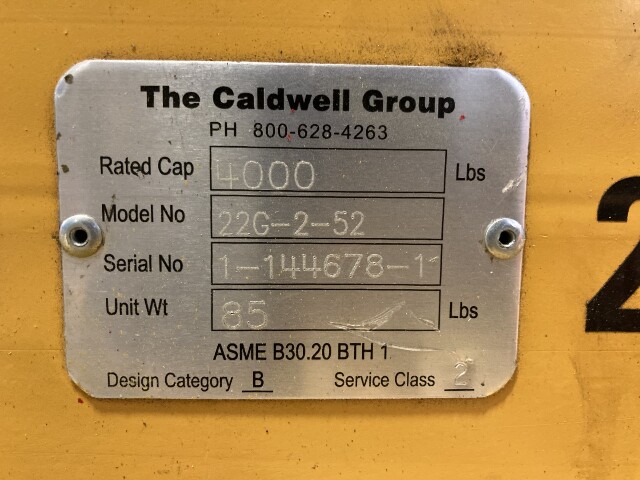 The Caldwell Group
PH 800-628-4263
Rated Cap 4000 Lbs
Model No 22G-2-52
Serial No 1-144678-1
Unit Wt 85 Lbs
ASME B30.20 BTH 1
Design Category B Service Class 2
2